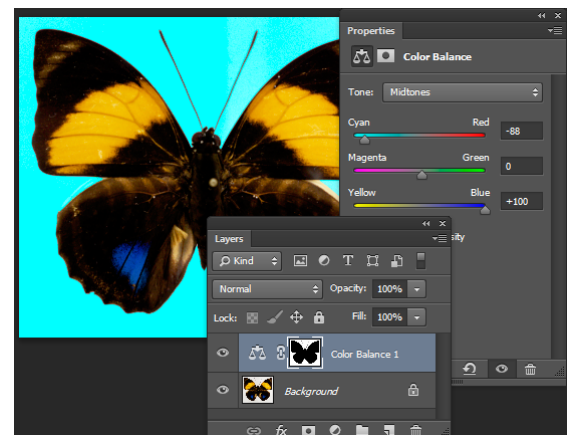 Properties
Color Balance
Tone: Midtones
Cyan Red -88
Magenta Green 0
Yellow Blue +100
Layers
Kind T
Normal Opacity: 100%
Lock: Fill: 100%
Color Balance 1
Background
fx